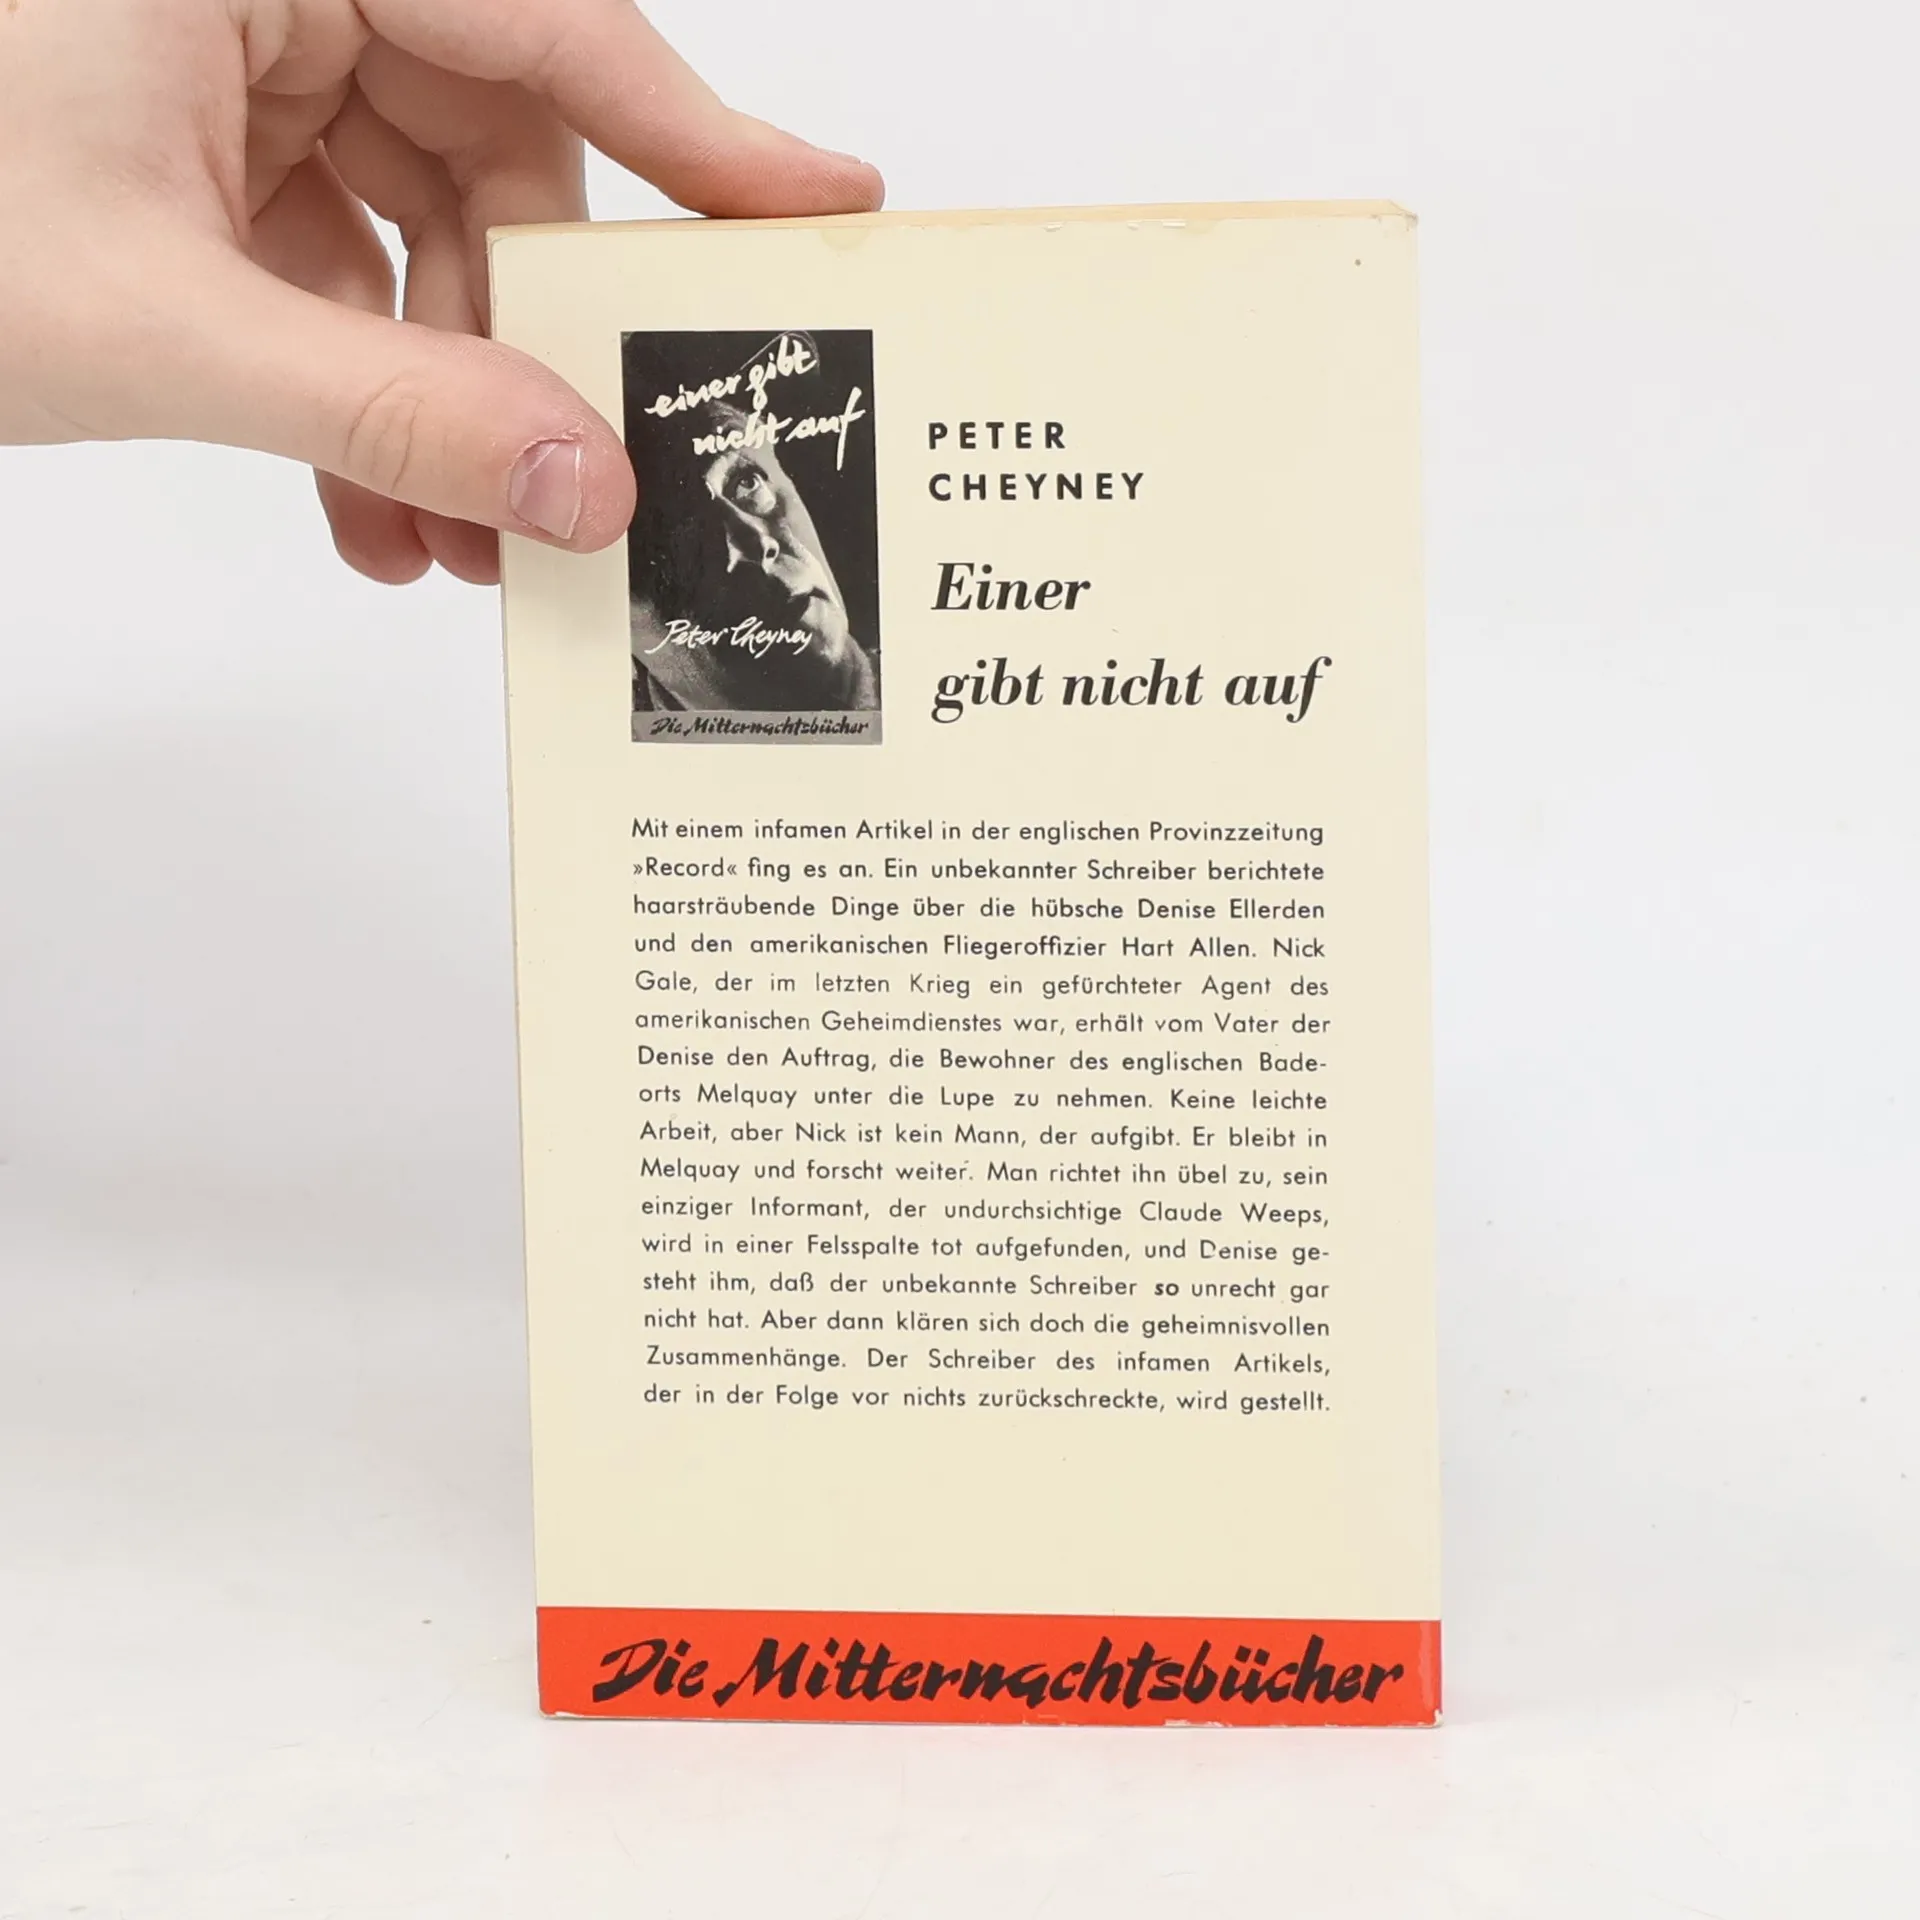 einer gibt
nicht auf
Peter Cheyney
Die Mitternachtsbücher
PETER
CHEYNEY
Einer
gibt nicht auf
Mit einem infamen Artikel in der englischen Provinzzeitung
»Record« fing es an. Ein unbekannter Schreiber berichtete
haarsträubende Dinge über die hübsche Denise Ellerden
und den amerikanischen Fliegeroffizier Hart Allen. Nick
Gale, der im letzten Krieg ein gefürchteter Agent des
amerikanischen Geheimdienstes war, erhält vom Vater der
Denise den Auftrag, die Bewohner des englischen Bade-
orts Melquay unter die Lupe zu nehmen. Keine leichte
Arbeit, aber Nick ist kein Mann, der aufgibt. Er bleibt in
Melquay und forscht weiter. Man richtet ihn übel zu, sein
einziger Informant, der undurchsichtige Claude Weeps,
wird in einer Felsspalte tot aufgefunden, und Denise ge-
steht ihm, daß der unbekannte Schreiber so unrecht gar
nicht hat. Aber dann klären sich doch die geheimnisvollen
Zusammenhänge. Der Schreiber des infamen Artikels,
der in der Folge vor nichts zurückschreckte, wird gestellt.
Die Mitternachtsbücher